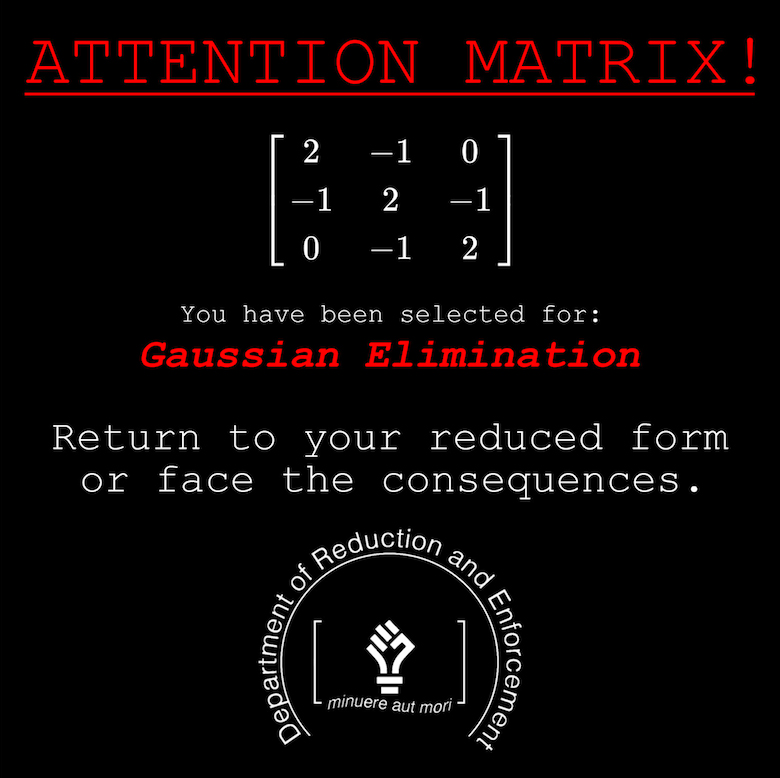 ATTENTION MATRIX!
2 −1 0
−1 2 −1
0 −1 2
You have been selected for:
Gaussian Elimination
Return to your reduced form
or face the consequences.
Department of Reduction and Enforcement
minuere aut mori